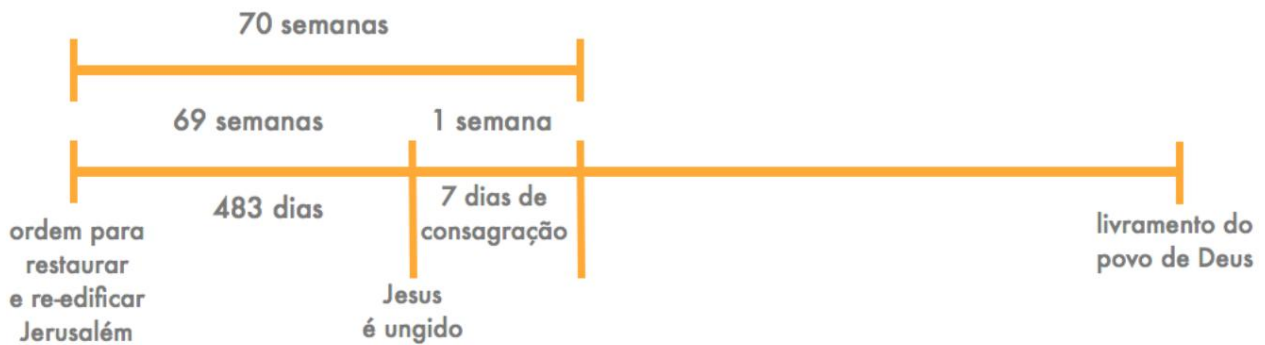 70 semanas
69 semanas
1 semana
483 dias
7 dias de
consagração
ordem para
restaurar
e re-edificar
Jerusalém
Jesus
é ungido
livramento do
povo de Deus